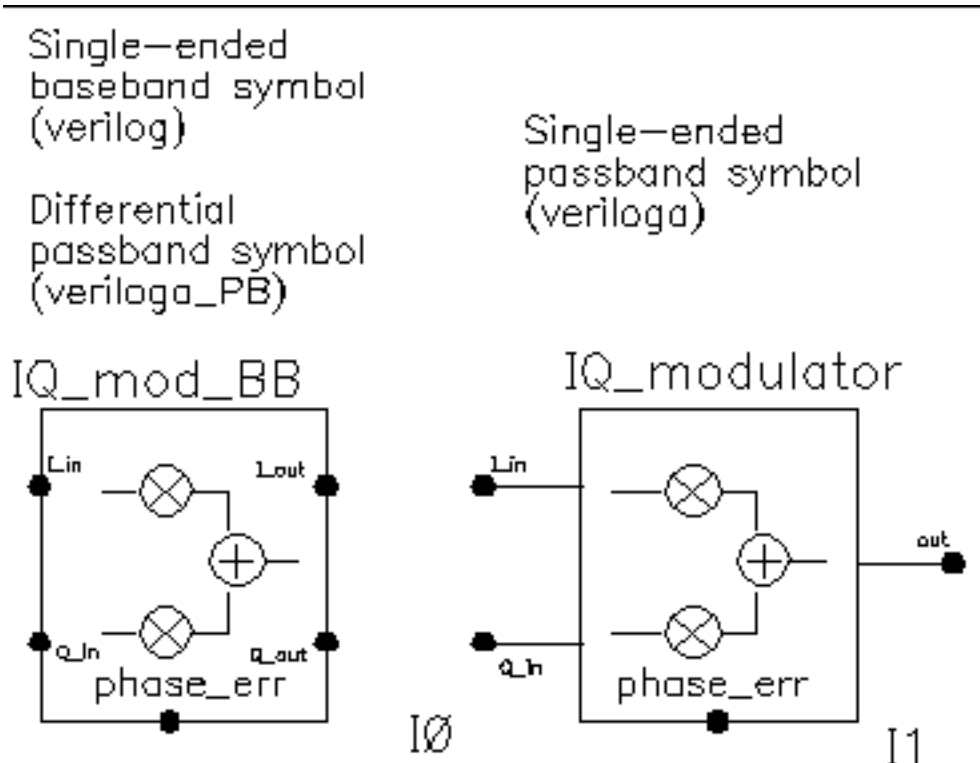 Single-ended
baseband symbol
(verilog)
Differential
passband symbol
(veriloga_PB)
Single-ended
passband symbol
(veriloga)
IQ_mod_BB
I_in
I_out
Q_in
Q_out
phase_err
I0
IQ_modulator
I_in
out
Q_in
phase_err
I1